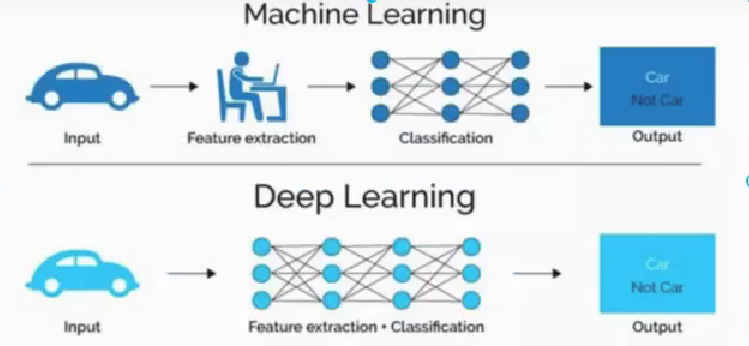 Machine Learning
Car
Not Car
Input
Feature extraction
Classification
Output
Deep Learning
Car
Not Car
Input
Feature extraction + Classification
Output